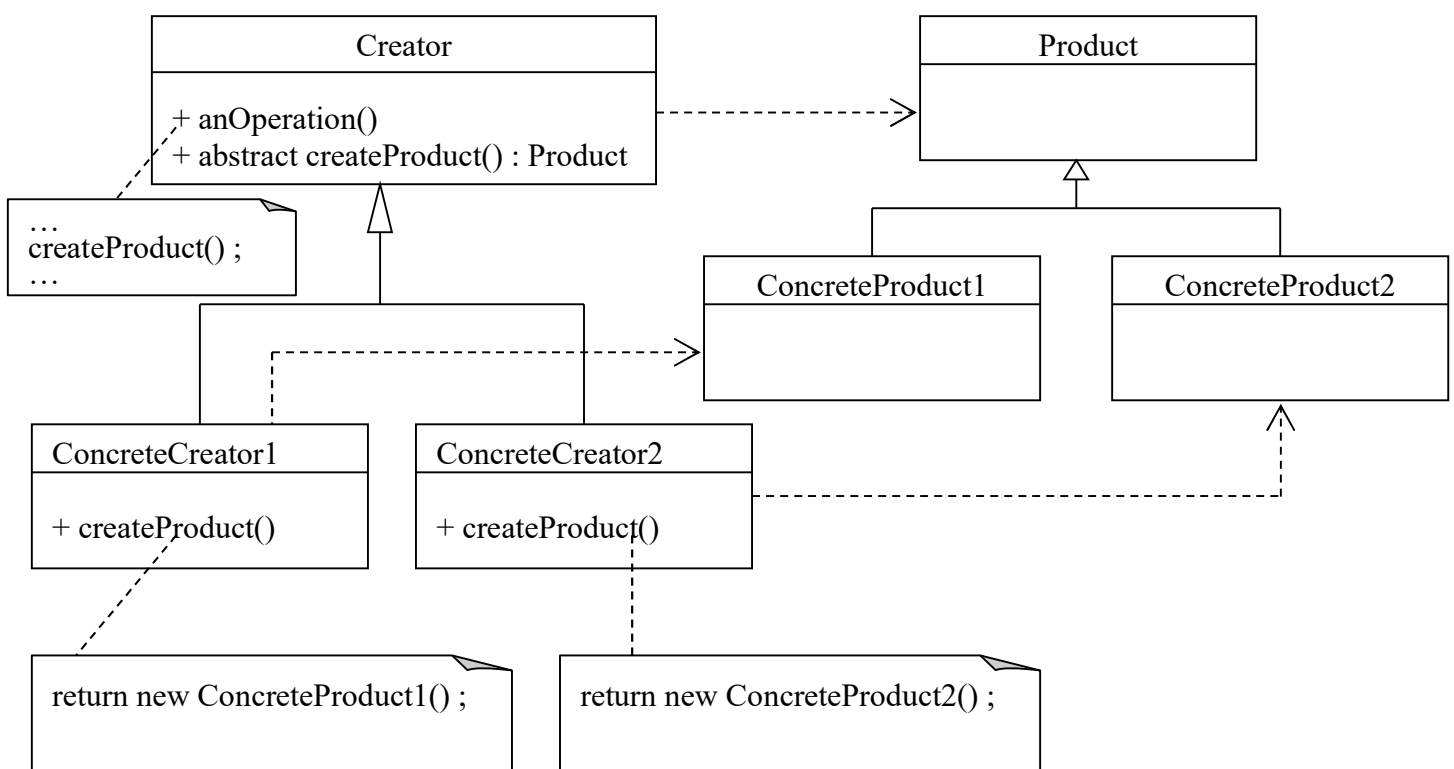 Creator
+ anOperation()
+ abstract createProduct() : Product
Product
…
createProduct() ;
…
ConcreteProduct1
ConcreteProduct2
ConcreteCreator1
+ createProduct()
ConcreteCreator2
+ createProduct()
return new ConcreteProduct1() ;
return new ConcreteProduct2() ;